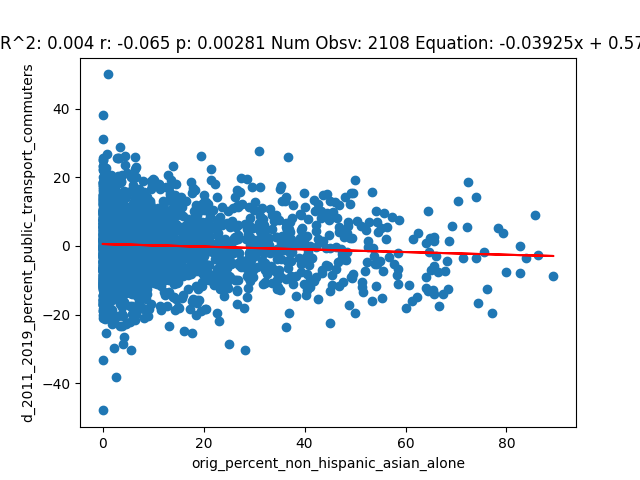 R^2: 0.004 r: -0.065 p: 0.00281 Num Obsv: 2108 Equation: -0.03925x + 0.57
d_2011_2019_percent_public_transport_commuters
40
20
0
−20
−40
0 20 40 60 80
orig_percent_non_hispanic_asian_alone